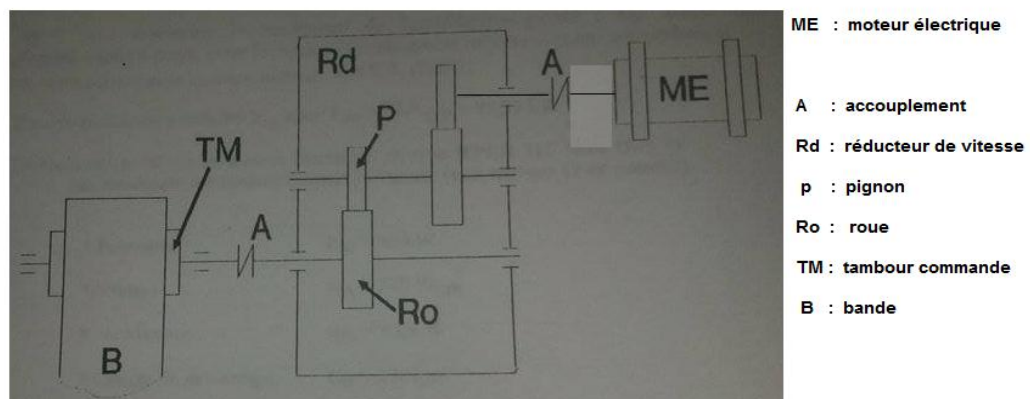 Rd
A
ME
P
TM
A
Ro
B
ME : moteur électrique
A : accouplement
Rd : réducteur de vitesse
p : pignon
Ro : roue
TM : tambour commande
B : bande